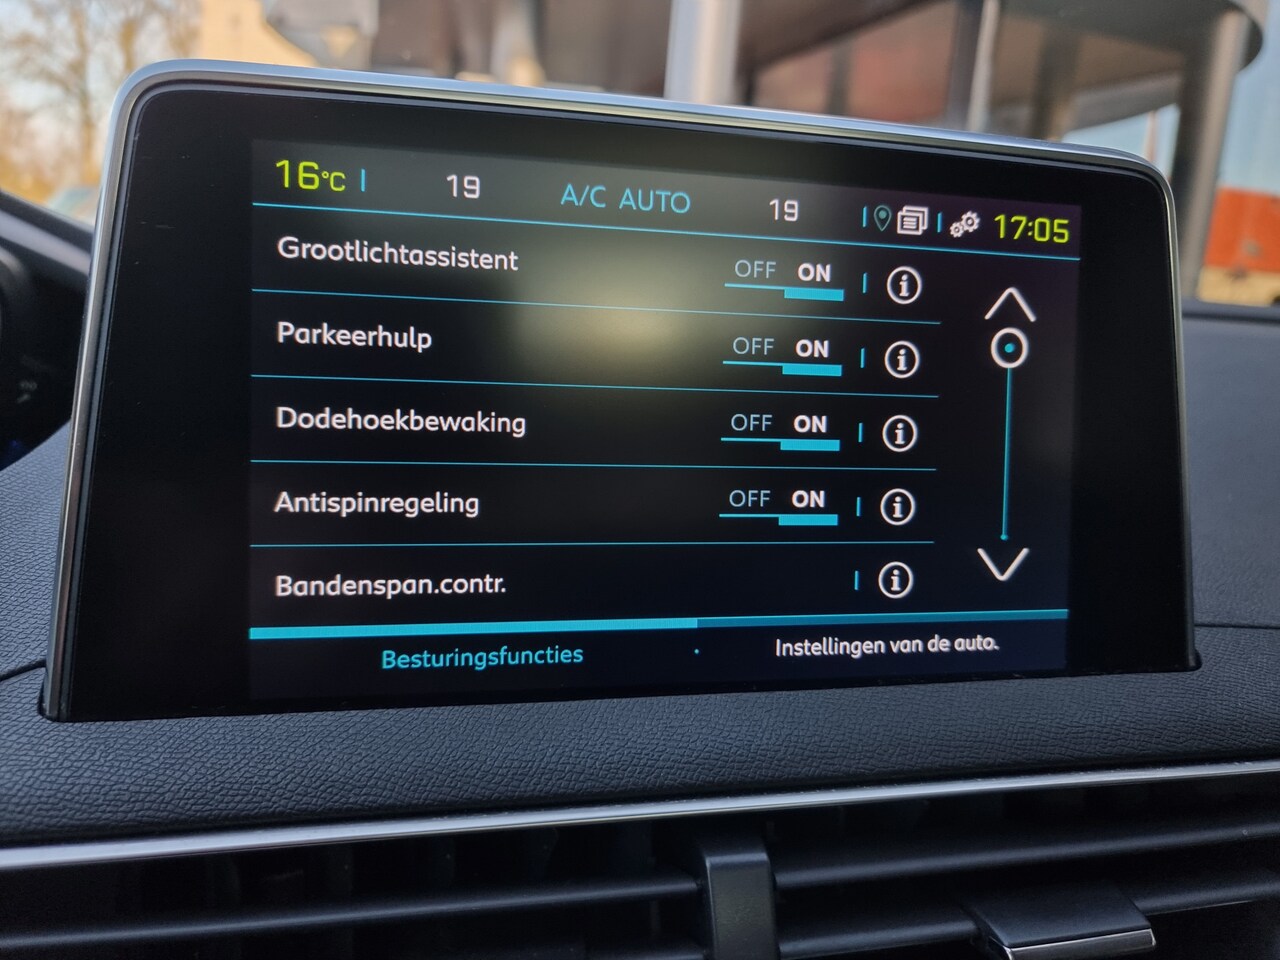 16°C 19 A/C AUTO 19 17:05
Grootlichtassistent OFF ON
Parkeerhulp OFF ON
Dodehoekbewaking OFF ON
Antispinregeling OFF ON
Bandenspan.contr.
Besturingsfuncties Instellingen van de auto.